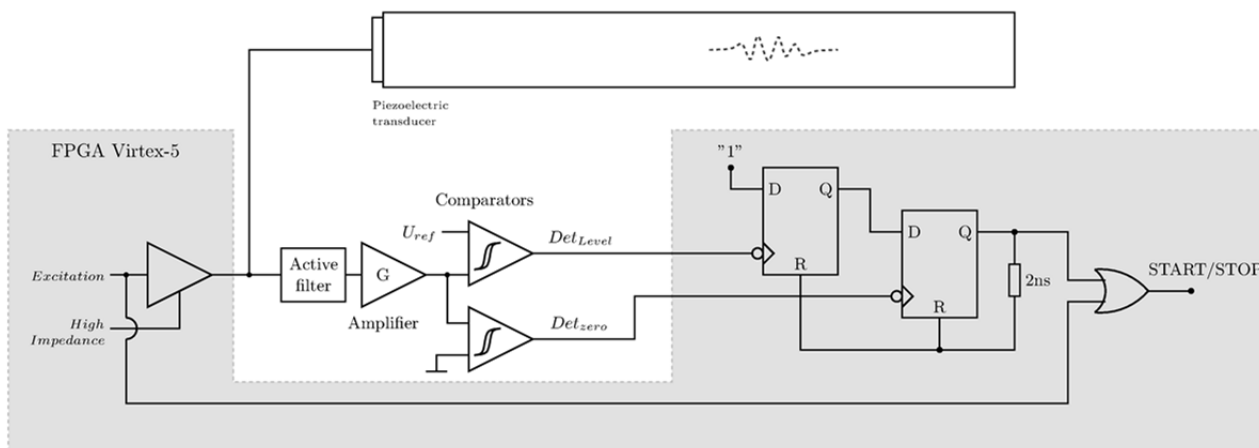 Piezoelectric
transducer
FPGA Virtex-5
"1"
D
Q
Comparators
U_ref
Det_Level
D
Q
Excitation
Active
filter
G
R
2ns
START/STOP
High
Impedance
Amplifier
Det_zero
R